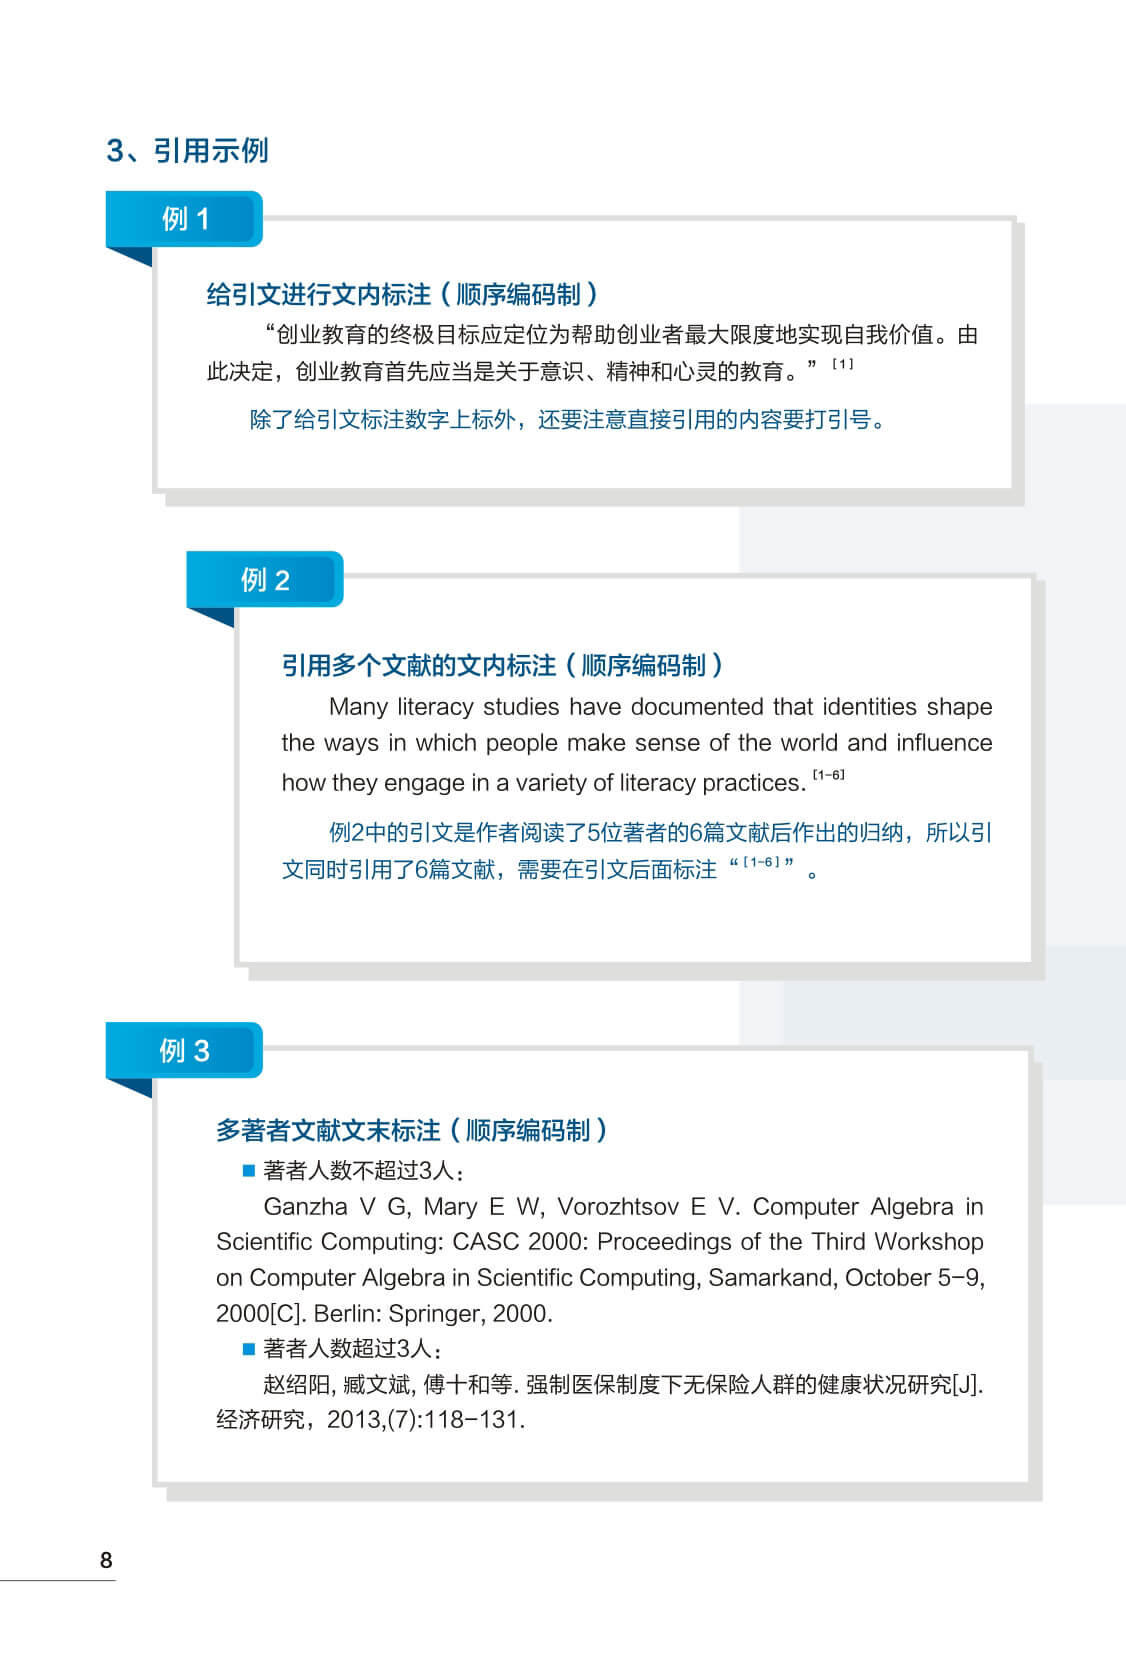 3、引用示例
例 1
给引文进行文内标注（顺序编码制）
“创业教育的终极目标应定位为帮助创业者最大限度地实现自我价值。由
此决定，创业教育首先应当是关于意识、精神和心灵的教育。”［1］
除了给引文标注数字上标外，还要注意直接引用的内容要打引号。
例 2
引用多个文献的文内标注（顺序编码制）
Many literacy studies have documented that identities shape
the ways in which people make sense of the world and influence
how they engage in a variety of literacy practices. [1-6]
例2中的引文是作者阅读了5位著者的6篇文献后作出的归纳，所以引
文同时引用了6篇文献，需要在引文后面标注“［1-6］”。
例 3
多著者文献文末标注（顺序编码制）
■ 著者人数不超过3人：
Ganzha V G, Mary E W, Vorozhtsov E V. Computer Algebra in
Scientific Computing: CASC 2000: Proceedings of the Third Workshop
on Computer Algebra in Scientific Computing, Samarkand, October 5-9,
2000[C]. Berlin: Springer, 2000.
■ 著者人数超过3人：
赵绍阳, 臧文斌, 傅十和等. 强制医保制度下无保险人群的健康状况研究[J].
经济研究，2013,(7):118-131.
8